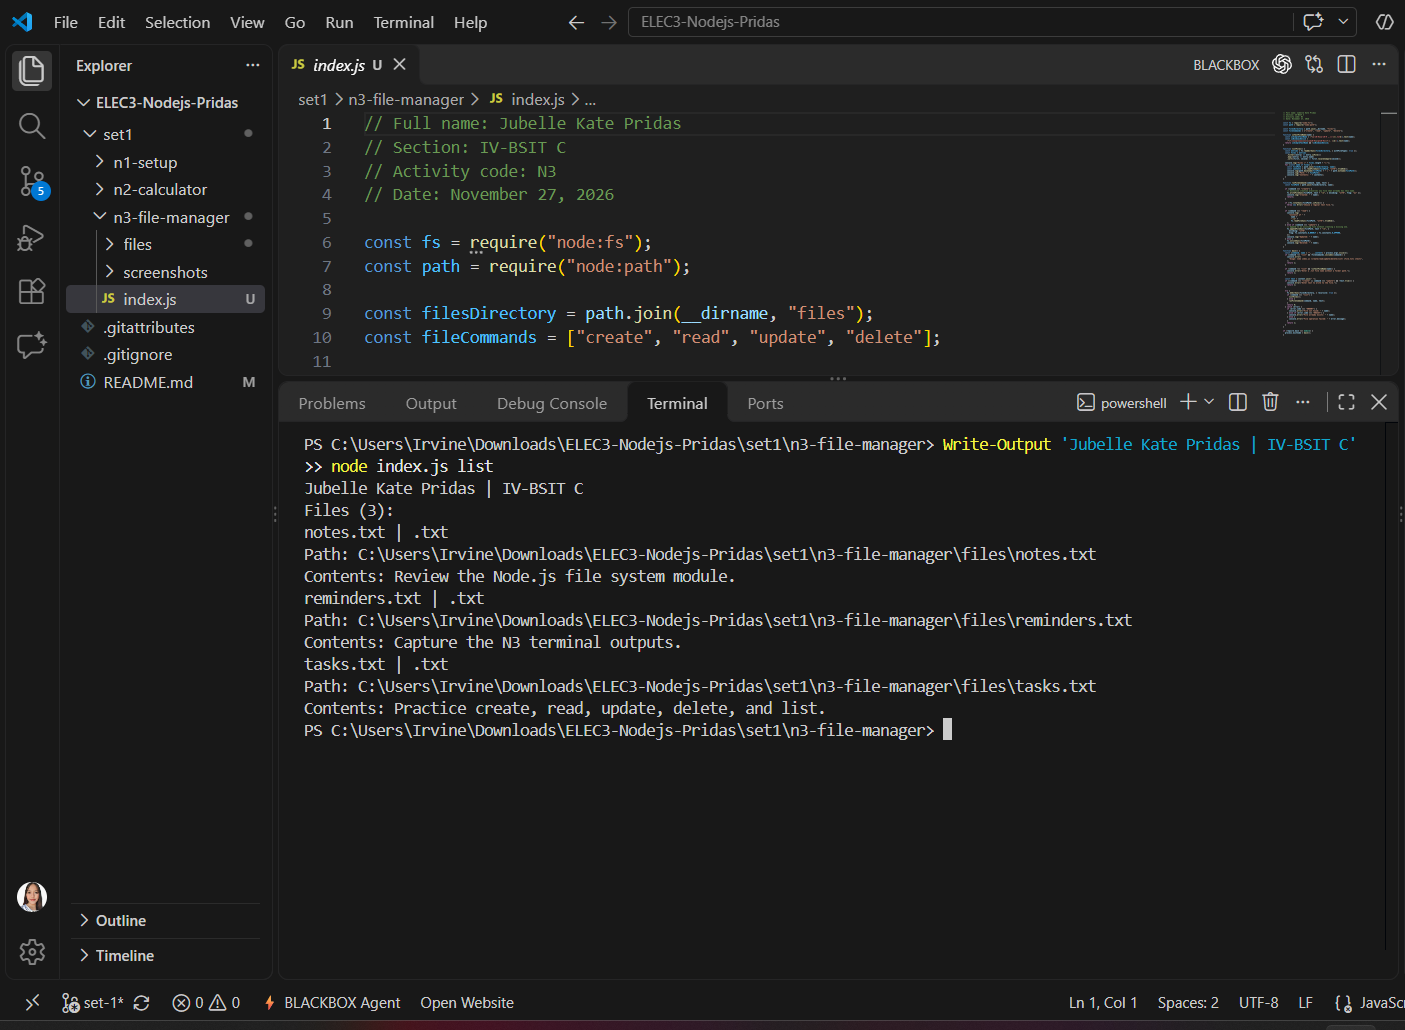 File Edit Selection View Go Run Terminal Help
ELEC3-Nodejs-Pridas
Explorer
ELEC3-Nodejs-Pridas
set1
n1-setup
n2-calculator
n3-file-manager
files
screenshots
JS index.js U
.gitattributes
.gitignore
README.md M
Outline
Timeline
5
JS index.js U
BLACKBOX
set1 > n3-file-manager > JS index.js > ...
1 // Full name: Jubelle Kate Pridas
2 // Section: IV-BSIT C
3 // Activity code: N3
4 // Date: November 27, 2026
5
6 const fs = require("node:fs");
7 const path = require("node:path");
8
9 const filesDirectory = path.join(__dirname, "files");
10 const fileCommands = ["create", "read", "update", "delete"];
11
Problems Output Debug Console Terminal Ports
powershell
PS C:\Users\Irvine\Downloads\ELEC3-Nodejs-Pridas\set1\n3-file-manager> Write-Output 'Jubelle Kate Pridas | IV-BSIT C'
>> node index.js list
Jubelle Kate Pridas | IV-BSIT C
Files (3):
notes.txt | .txt
Path: C:\Users\Irvine\Downloads\ELEC3-Nodejs-Pridas\set1\n3-file-manager\files\notes.txt
Contents: Review the Node.js file system module.
reminders.txt | .txt
Path: C:\Users\Irvine\Downloads\ELEC3-Nodejs-Pridas\set1\n3-file-manager\files\reminders.txt
Contents: Capture the N3 terminal outputs.
tasks.txt | .txt
Path: C:\Users\Irvine\Downloads\ELEC3-Nodejs-Pridas\set1\n3-file-manager\files\tasks.txt
Contents: Practice create, read, update, delete, and list.
PS C:\Users\Irvine\Downloads\ELEC3-Nodejs-Pridas\set1\n3-file-manager>
set-1* 0 0 BLACKBOX Agent Open Website Ln 1, Col 1 Spaces: 2 UTF-8 LF {} JavaSc